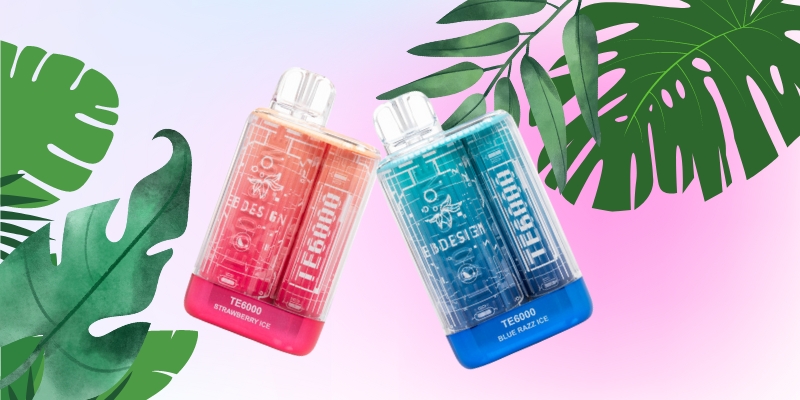 EBDESIGN
TE6000
TE6000
STRAWBERRY ICE
EBDESIGN
TE6000
TE6000
BLUE RAZZ ICE